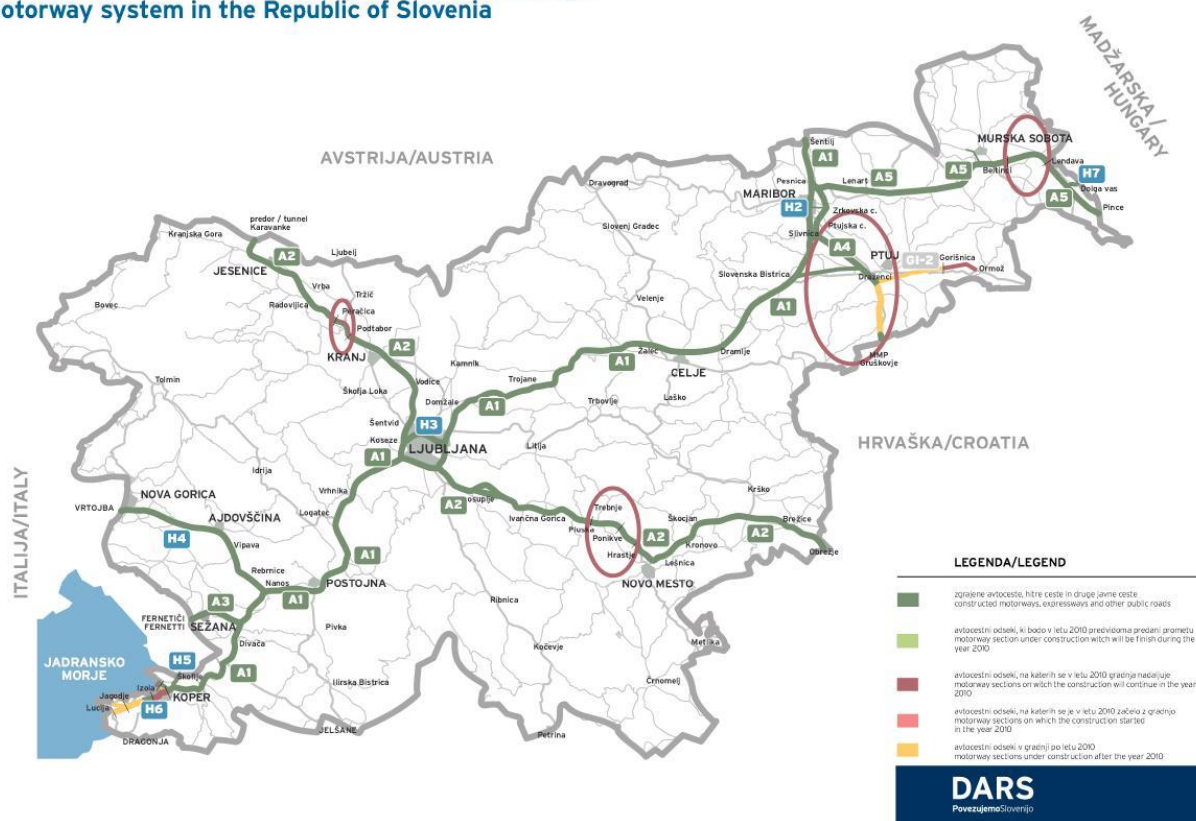 otorway system in the Republic of Slovenia
MADŽARSKA /
HUNGARY
AVSTRIJA/AUSTRIA
HRVAŠKA/CROATIA
ITALIJA/ITALY
JADRANSKO
MORJE
Šentilj
A1
MURSKA SOBOTA
Pesnica
Lenart
A5
A5
Beltinci
Lendava
H7
Dolga vas
A5
Pince
Dravograd
MARIBOR
H2
Zrkovska c.
Ptujska c.
Slivnica
A4
Slovenj Gradec
PTUJ
GI-2
Gorišnica
Ormož
Slovenska Bistrica
Draženci
A1
MMP
Gruškovje
predor / tunnel
Karavanke
Kranjska Gora
A2
Ljubelj
JESENICE
Vrba
Tržič
Radovljica
Peračica
Podtabor
Bovec
KRANJ
A2
Velenje
Žalec
A1
CELJE
Dramlje
Kamnik
Vodice
Trojane
Tolmin
Škofja Loka
Domžale
A1
Trbovlje
Laško
Šentvid
H3
Koseze
LJUBLJANA
Litija
A1
Idrija
Vrhnika
NOVA GORICA
VRTOJBA
Logatec
AJDOVŠČINA
H4
Vipava
A2
osuplje
Ivančna Gorica
Trebnje
Pluska
Ponikve
Hrastje
A2
Škocjan
Krško
Brežice
A2
Kronovo
Obrežje
Lešnica
NOVO MESTO
A1
Rebrnice
Nanos
POSTOJNA
A1
A3
FERNETIČI
FERNETTI
SEŽANA
Pivka
Ribnica
Divača
Kočevje
Metlika
H5
Škofije
A1
Izola
KOPER
Jagodje
Lucija
H6
DRAGONJA
Ilirska Bistrica
Črnomelj
JELŠANE
Petrina
LEGENDA/LEGEND
zgrajene avtoceste, hitre ceste in druge javne ceste
constructed motorways, expressways and other public roads
avtocestni odseki, ki bodo v letu 2010 predvidoma predani prometu
motorway section under construction witch will be finish during the
year 2010
avtocestni odseki, na katerih se v letu 2010 gradnja nadaljuje
motorway sections on witch the construction will continue in the year
2010
avtocestni odseki, na katerih se je v letu 2010 začelo z gradnjo
motorway sections on which the construction started
in the year 2010
avtocestni odseki v gradnji po letu 2010
motorway sections under construction after the year 2010
DARS
PovezujemoSlovenijo